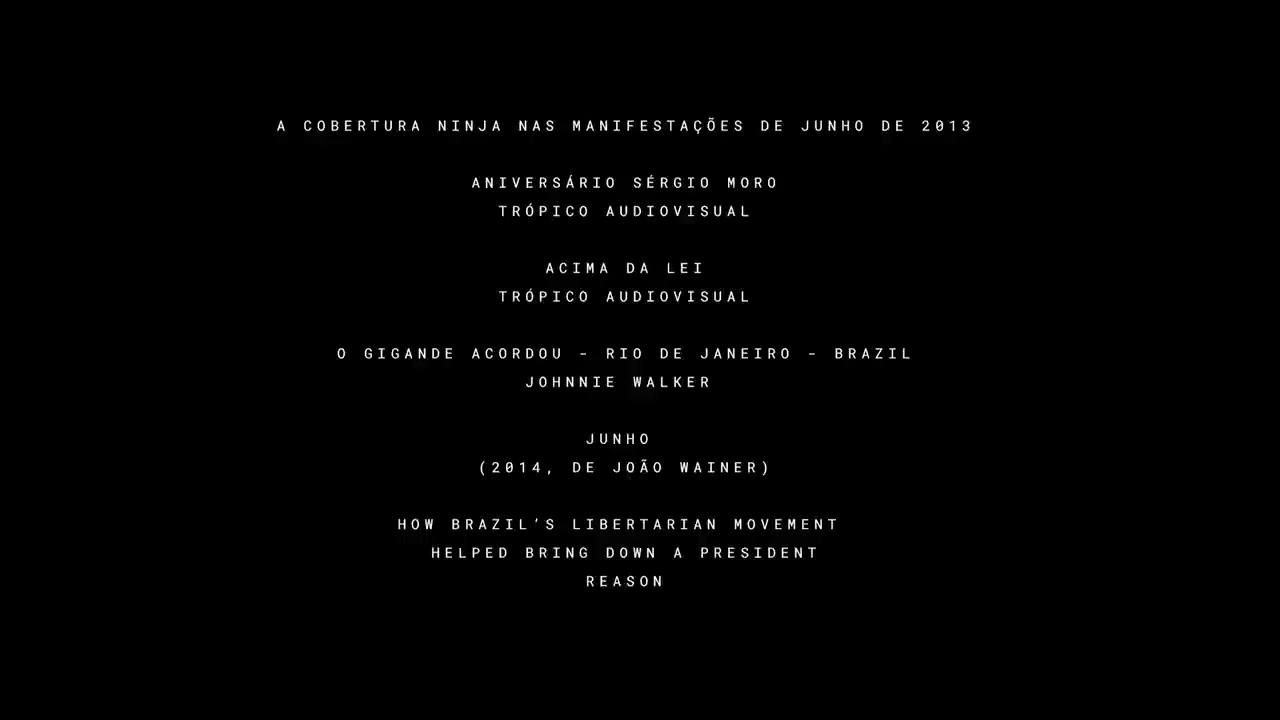 A COBERTURA NINJA NAS MANIFESTAÇÕES DE JUNHO DE 2013
ANIVERSÁRIO SÉRGIO MORO
TRÓPICO AUDIOVISUAL
ACIMA DA LEI
TRÓPICO AUDIOVISUAL
O GIGANDE ACORDOU - RIO DE JANEIRO - BRAZIL
JOHNNIE WALKER
JUNHO
(2014, DE JOÃO WAINER)
HOW BRAZIL’S LIBERTARIAN MOVEMENT
HELPED BRING DOWN A PRESIDENT
REASON